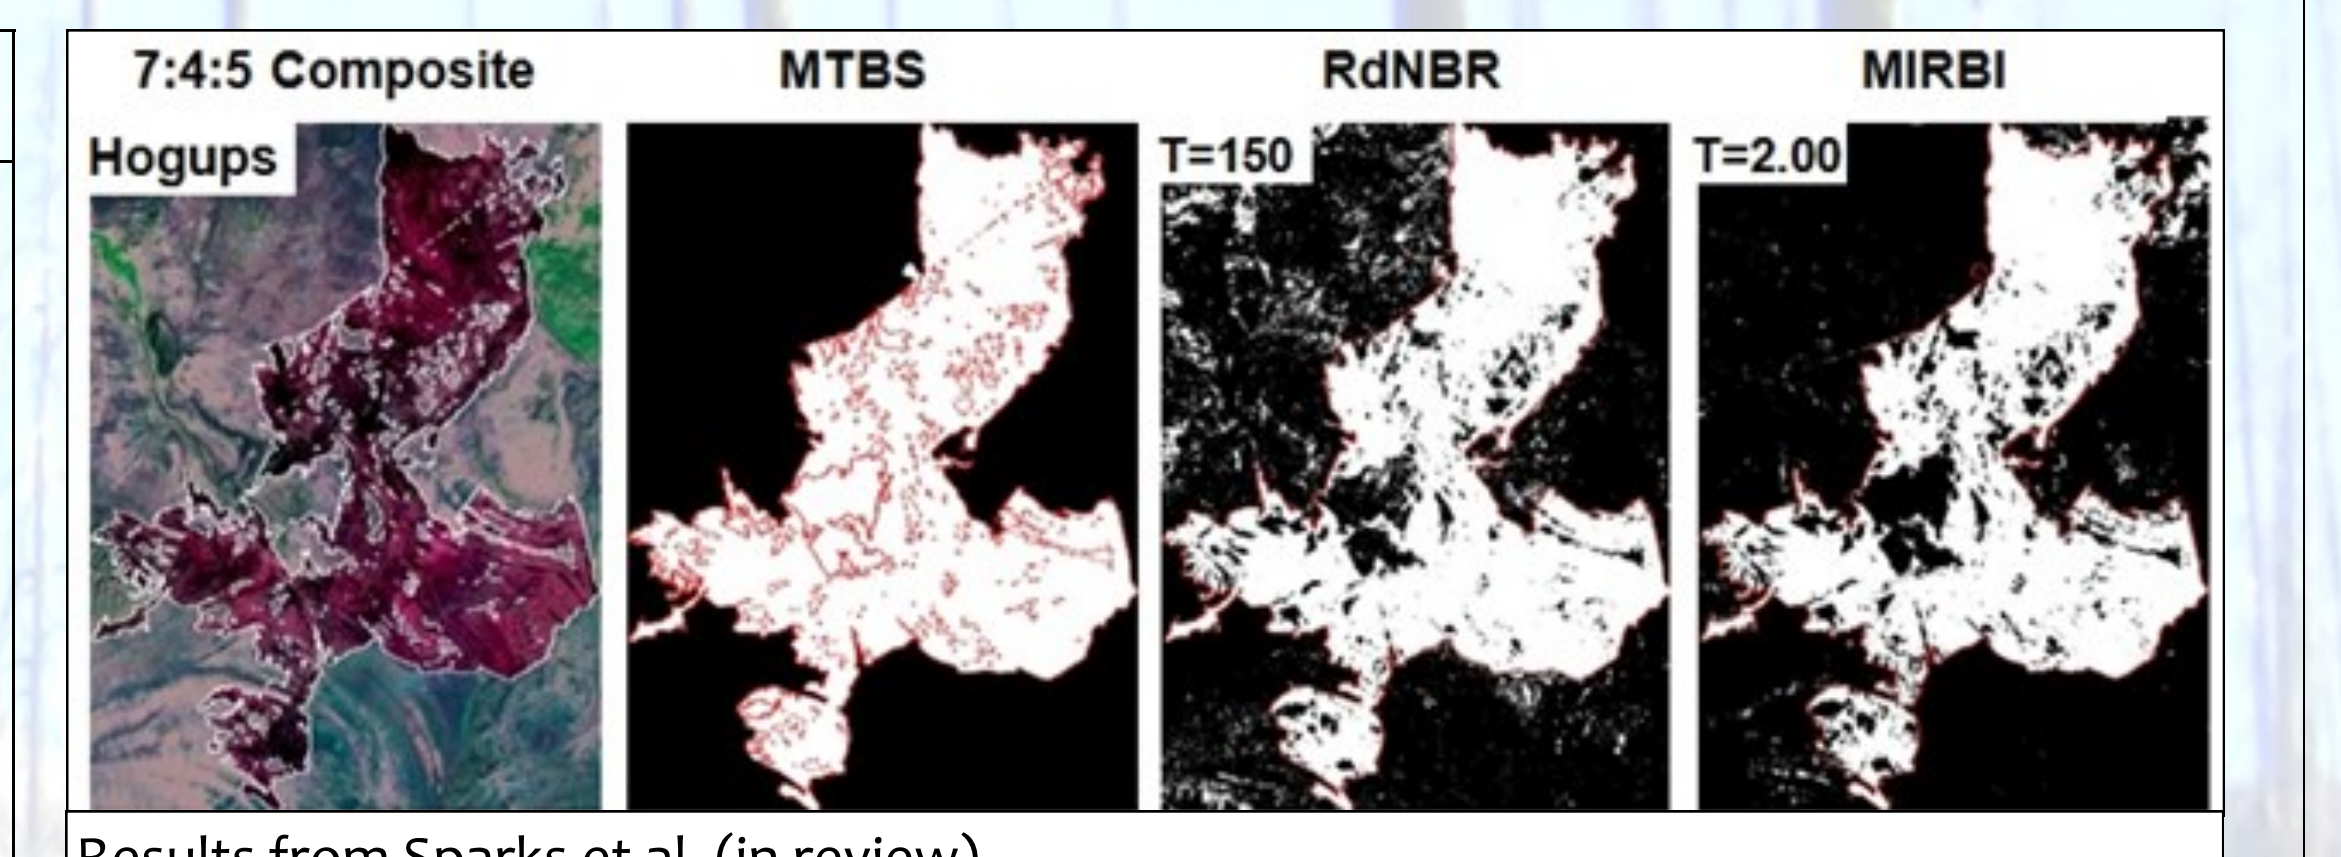 7:4:5 Composite MTBS RdNBR MIRBI
Hogups T=150 T=2.00
Results from Sparks et al. (in review)